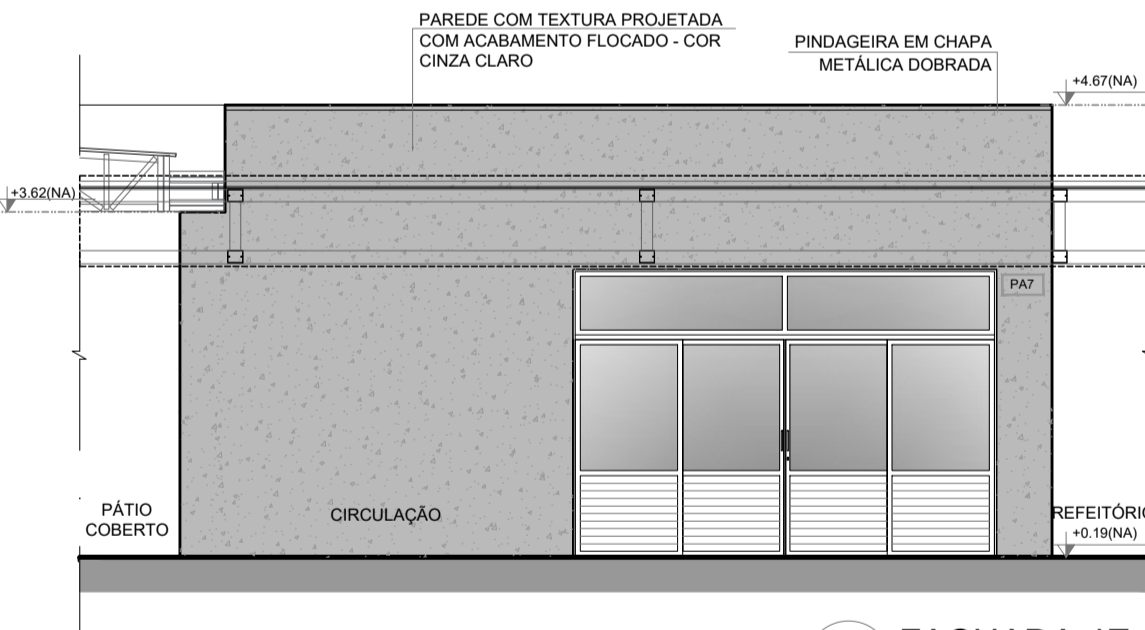 PAREDE COM TEXTURA PROJETADA
COM ACABAMENTO FLOCADO - COR
CINZA CLARO
PINDAGEIRA EM CHAPA
METÁLICA DOBRADA
+4.67(NA)
+3.62(NA)
PA7
PÁTIO
COBERTO
CIRCULAÇÃO
REFEITÓRIO
+0.19(NA)